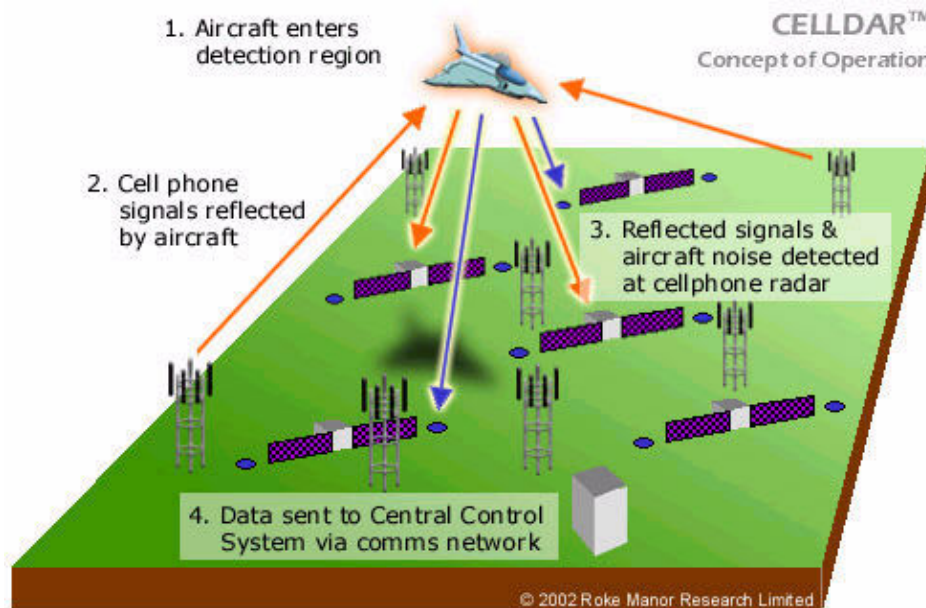 CELLDAR™
Concept of Operation
1. Aircraft enters
detection region
2. Cell phone
signals reflected
by aircraft
3. Reflected signals &
aircraft noise detected
at cellphone radar
4. Data sent to Central Control
System via comms network
© 2002 Roke Manor Research Limited